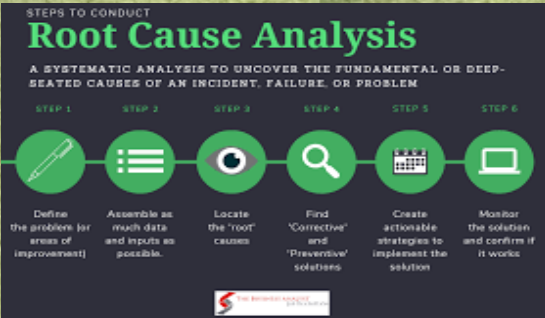 STEPS TO CONDUCT
Root Cause Analysis
A SYSTEMATIC ANALYSIS TO UNCOVER THE FUNDAMENTAL OR DEEP-
SEATED CAUSES OF AN INCIDENT, FAILURE, OR PROBLEM
STEP 1
STEP 2
STEP 3
STEP 4
STEP 5
STEP 6
Define
the problem (or
areas of
improvement)
Assemble as
much data
and inputs as
possible.
Locate
the "root"
causes
Find
"Corrective"
and
"Preventive"
solutions
Create
actionable
strategies to
implement the
solution
Monitor
the solution
and confirm if
it works
THE BUSINESS ANALYST